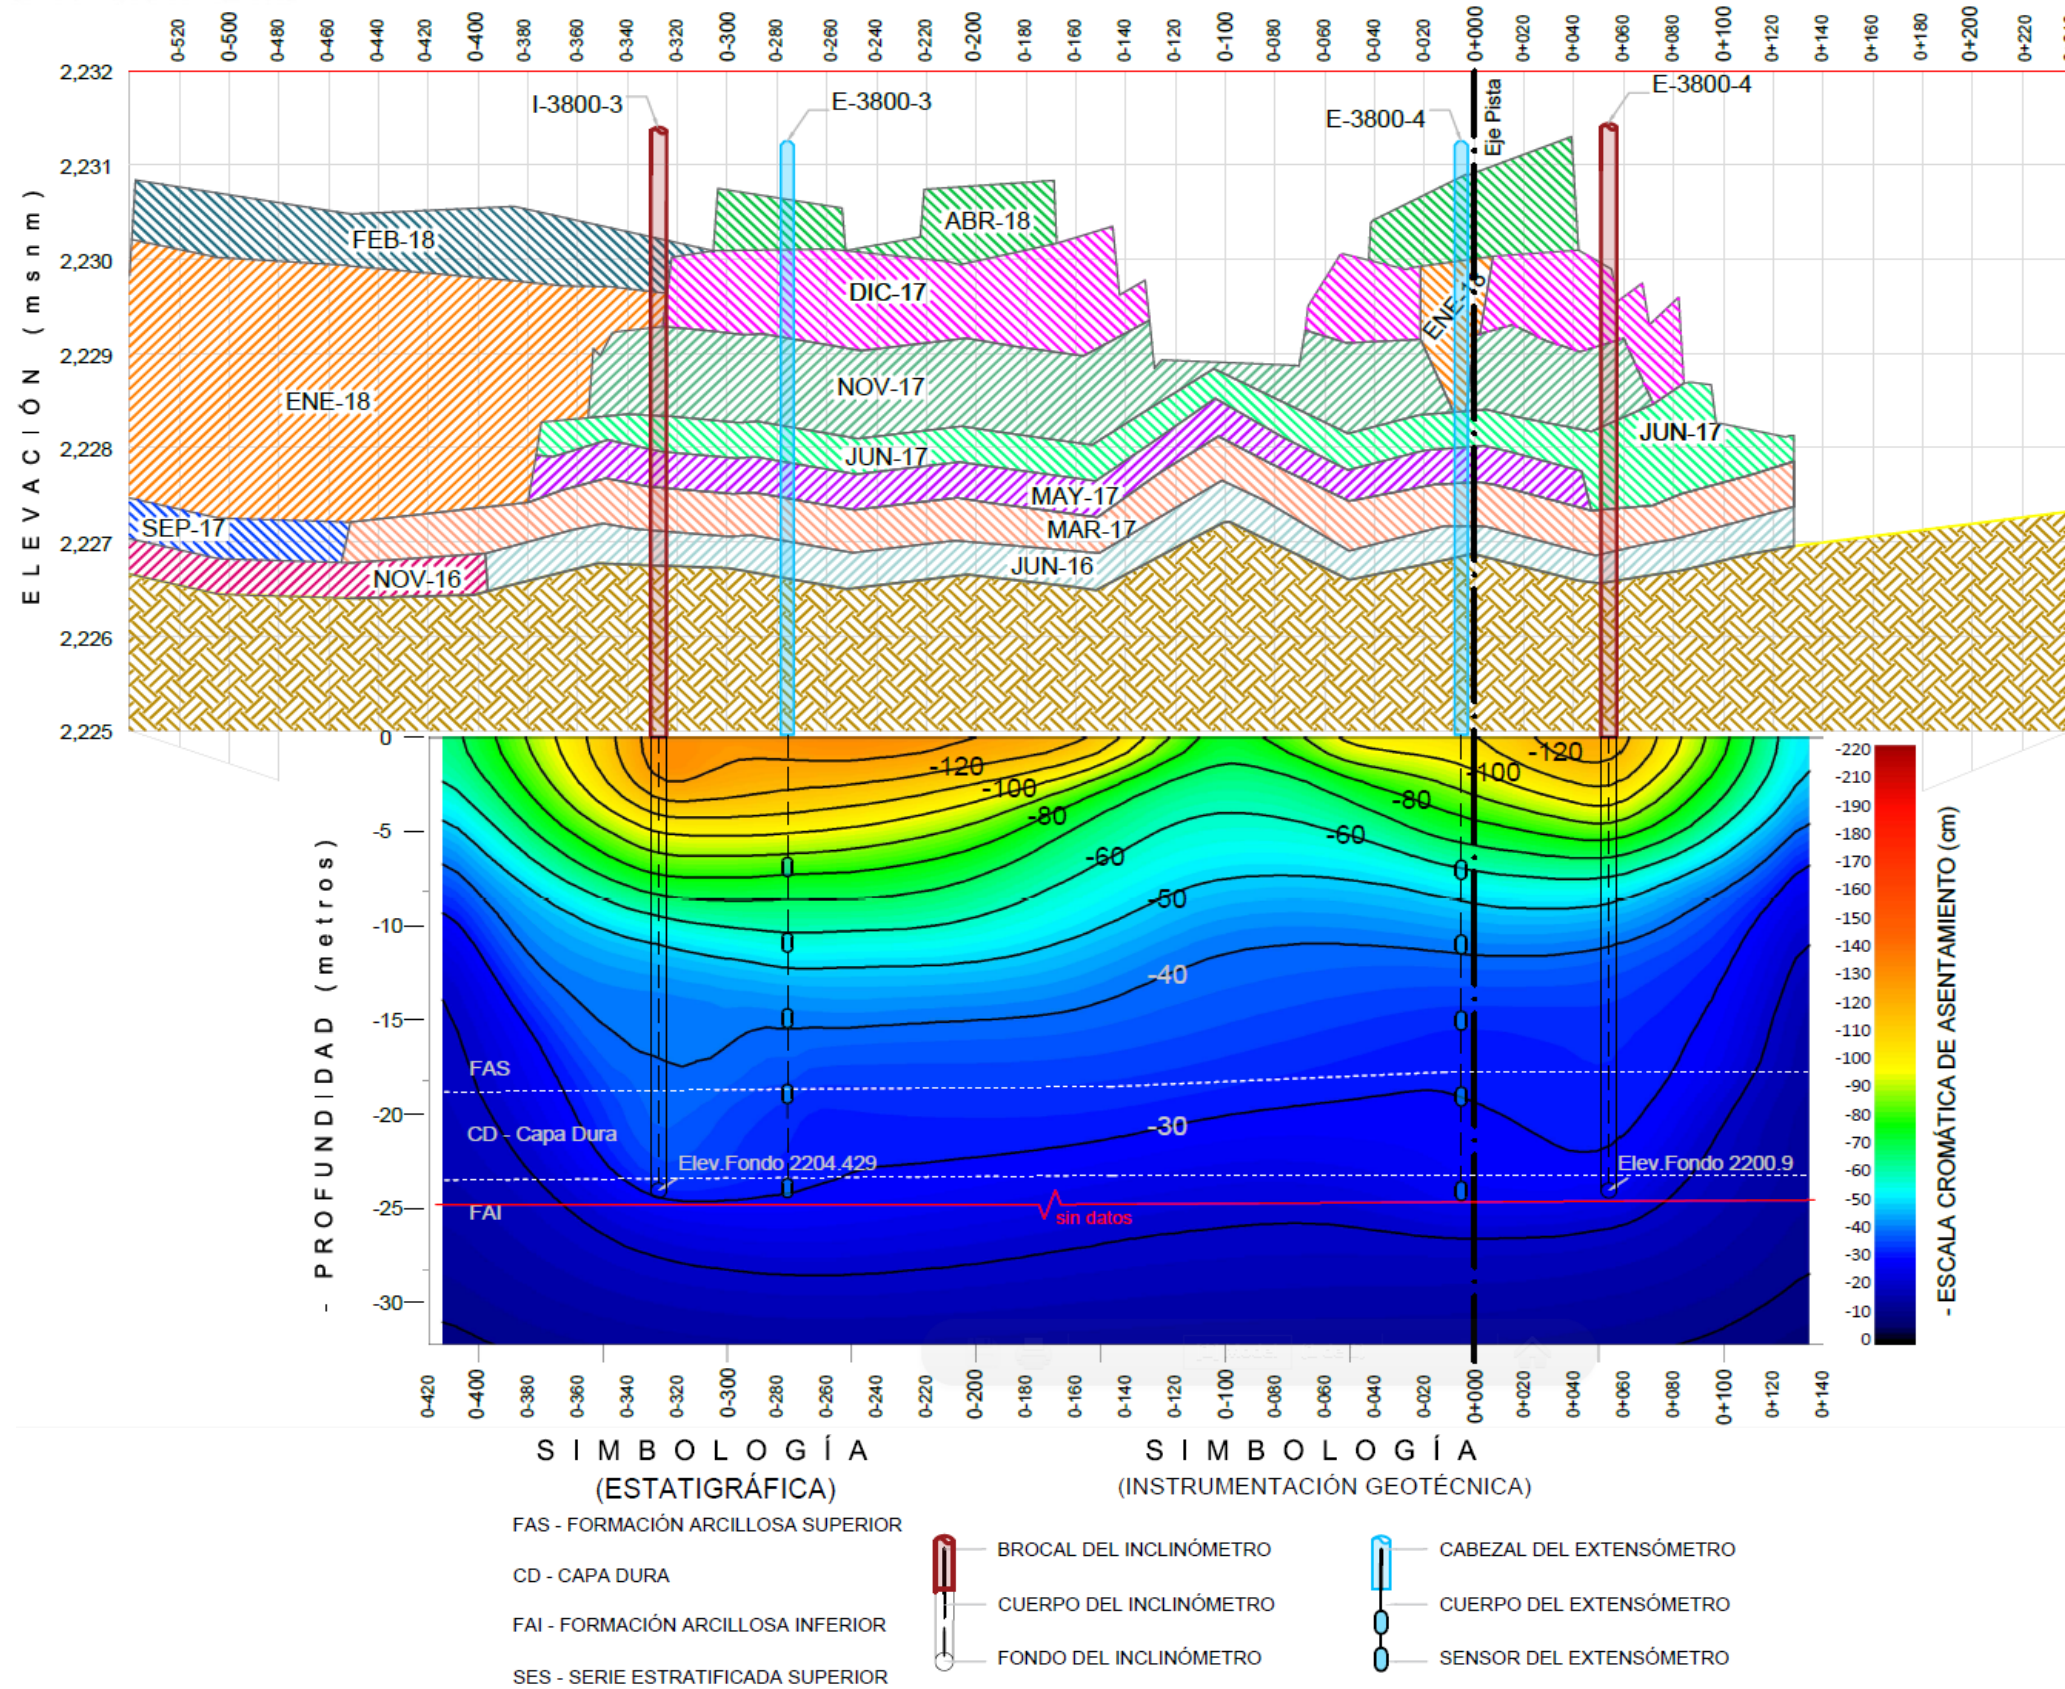 0-520 0-500 0-480 0-460 0-440 0-420 0-400 0-380 0-360 0-340 0-320 0-300 0-280 0-260 0-240 0-220 0-200 0-180 0-160 0-140 0-120 0-100 0-080 0-060 0-040 0-020 0+000 0+020 0+040 0+060 0+080 0+100 0+120 0+140 0+160 0+180 0+200 0+220
ELEVACIÓN (msnm)
2,232
2,231
2,230
2,229
2,228
2,227
2,226
2,225
I-3800-3
E-3800-3
E-3800-4
Eje Pista
E-3800-4
FEB-18
ABR-18
DIC-17
ENE-18
ENE-18
NOV-17
JUN-17
JUN-17
MAY-17
SEP-17
MAR-17
NOV-16
JUN-16
- PROFUNDIDAD (metros)
0
-5
-10
-15
-20
-25
-30
-120
-100
-80
-60
-50
-40
-30
-120
-100
-80
-60
FAS
CD - Capa Dura
FAI
Elev.Fondo 2204.429
Elev.Fondo 2200.9
sin datos
-220
-210
-190
-180
-170
-160
-150
-140
-130
-120
-110
-100
-90
-80
-70
-60
-50
-40
-30
-20
-10
0
- ESCALA CROMÁTICA DE ASENTAMIENTO (cm)
0-420 0-400 0-380 0-360 0-340 0-320 0-300 0-280 0-260 0-240 0-220 0-200 0-180 0-160 0-140 0-120 0-100 0-080 0-060 0-040 0-020 0+000 0+020 0+040 0+060 0+080 0+100 0+120 0+140
SIMBOLOGÍA
(ESTATIGRÁFICA)
FAS - FORMACIÓN ARCILLOSA SUPERIOR
CD - CAPA DURA
FAI - FORMACIÓN ARCILLOSA INFERIOR
SES - SERIE ESTRATIFICADA SUPERIOR
SIMBOLOGÍA
(INSTRUMENTACIÓN GEOTÉCNICA)
BROCAL DEL INCLINÓMETRO
CUERPO DEL INCLINÓMETRO
FONDO DEL INCLINÓMETRO
CABEZAL DEL EXTENSÓMETRO
CUERPO DEL EXTENSÓMETRO
SENSOR DEL EXTENSÓMETRO